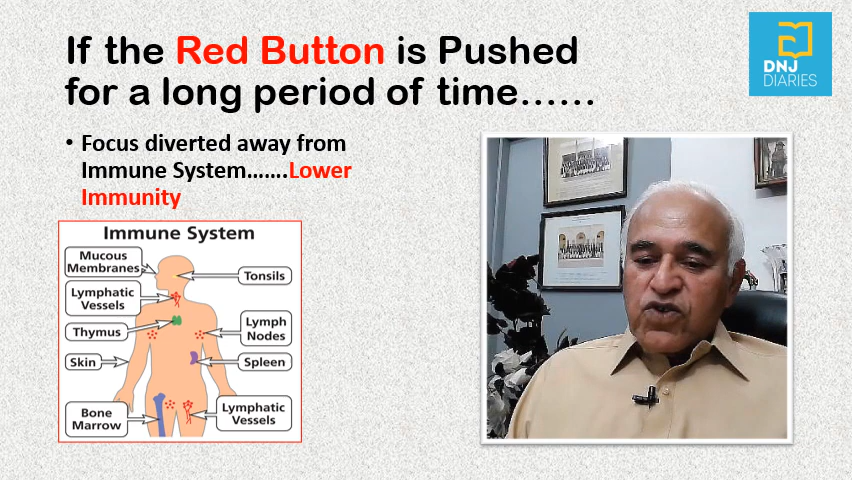 If the Red Button is Pushed
for a long period of time……
DNJ
DIARIES
• Focus diverted away from
Immune System…….Lower
Immunity
Immune System
Mucous
Membranes
Tonsils
Lymphatic
Vessels
Thymus
Lymph
Nodes
Skin
Spleen
Bone
Marrow
Lymphatic
Vessels